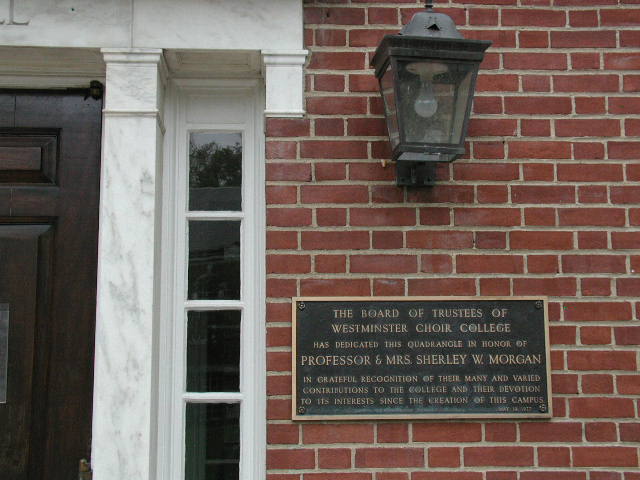 L
THE BOARD OF TRUSTEES OF
WESTMINSTER CHOIR COLLEGE
HAS DEDICATED THIS QUADRANGLE IN HONOR OF
PROFESSOR & MRS. SHERLEY W. MORGAN
IN GRATEFUL RECOGNITION OF THEIR MANY AND VARIED
CONTRIBUTIONS TO THE COLLEGE AND THEIR DEVOTION
TO ITS INTERESTS SINCE THE CREATION OF THIS CAMPUS.
MAY 1977